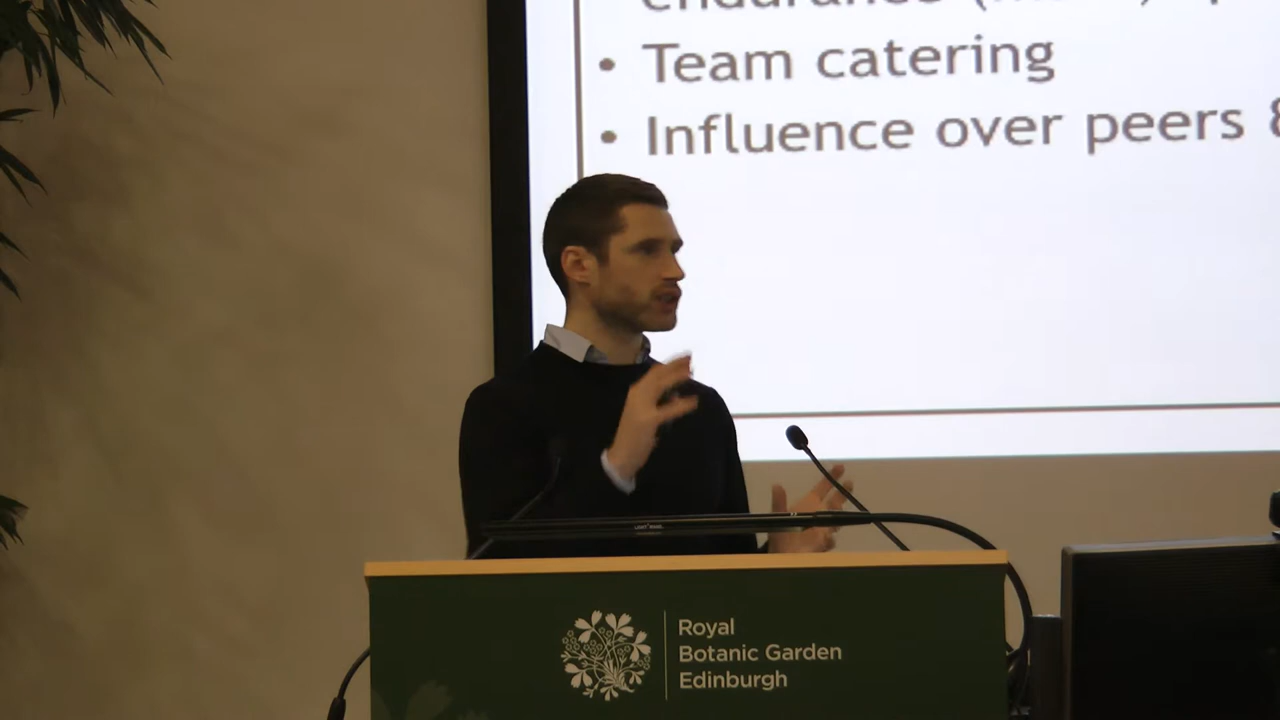 • Team catering
• Influence over peers &
Royal
Botanic Garden
Edinburgh